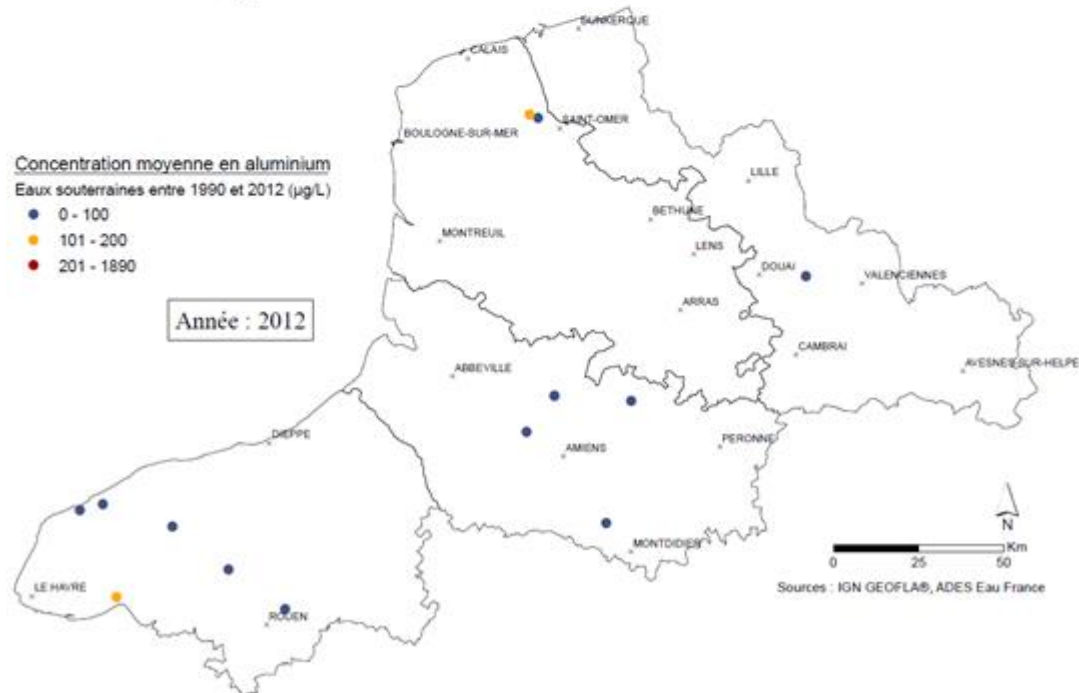 DUNKERQUE
CALAIS
SAINT-OMER
BOULOGNE-SUR-MER
Concentration moyenne en aluminium
Eaux souterraines entre 1990 et 2012 (µg/L)
0 - 100
101 - 200
201 - 1890
LILLE
BETHUNE
MONTREUIL
LENS
DOUAI
VALENCIENNES
Année : 2012
ARRAS
CAMBRAI
AVESNES-SUR-HELPE
ABBEVILLE
DIEPPE
AMIENS
PERONNE
N
MONTDIDIER
Km
0 25 50
Sources : IGN GEOFLA®, ADES Eau France
LE HAVRE
ROUEN